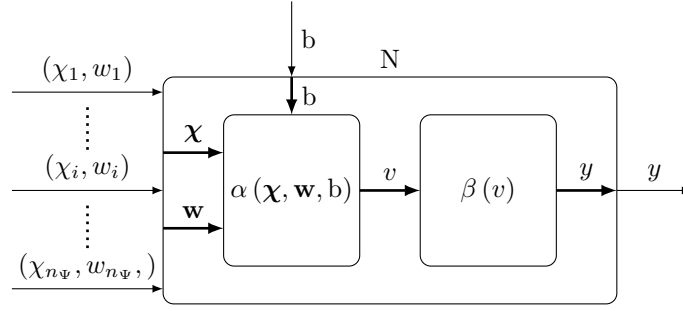 b
N
(χ₁, w₁)
b
χ
(χᵢ, wᵢ)
α (χ, w, b)
v
β (v)
y
y
w
(χ_{n_Ψ}, w_{n_Ψ}, )